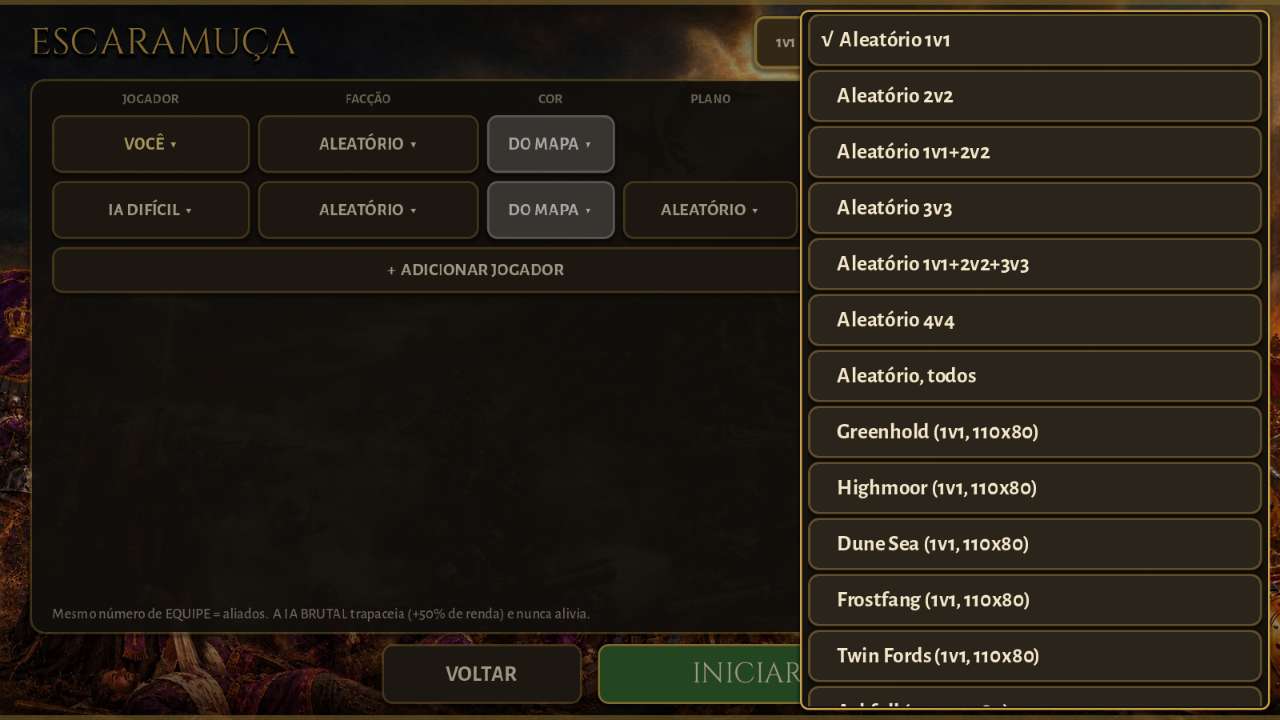 ESCARAMUÇA
1v1
JOGADOR FACÇÃO COR PLANO
VOCÊ ▾ ALEATÓRIO ▾ DO MAPA ▾
IA DIFÍCIL ▾ ALEATÓRIO ▾ DO MAPA ▾ ALEATÓRIO ▾
+ ADICIONAR JOGADOR
Mesmo número de EQUIPE = aliados. A IA BRUTAL trapaceia (+50% de renda) e nunca alivia.
VOLTAR INICIAR
√ Aleatório 1v1
Aleatório 2v2
Aleatório 1v1+2v2
Aleatório 3v3
Aleatório 1v1+2v2+3v3
Aleatório 4v4
Aleatório, todos
Greenhold (1v1, 110x80)
Highmoor (1v1, 110x80)
Dune Sea (1v1, 110x80)
Frostfang (1v1, 110x80)
Twin Fords (1v1, 110x80)